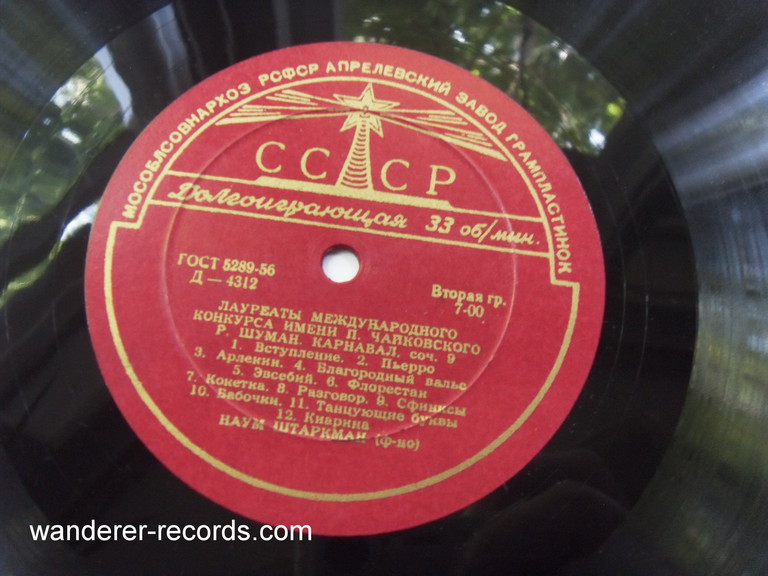 МОСОБЛСОВНАРХОЗ РСФСР АПРЕЛЕВСКИЙ ЗАВОД ГРАМПЛАСТИНОК
СССР
Долгоиграющая 33 об/мин.
ГОСТ 5289-56
Д — 4312
Вторая гр.
7-00
ЛАУРЕАТЫ МЕЖДУНАРОДНОГО
КОНКУРСА ИМЕНИ П. ЧАЙКОВСКОГО
Р. ШУМАН. КАРНАВАЛ, соч. 9
1. Вступление. 2. Пьерро
3. Арлекин. 4. Благородный вальс
5. Эвсебий. 6. Флорестан
7. Кокетка. 8. Разговор. 9. Сфинксы
10. Бабочки. 11. Танцующие буквы
12. Киарина
НАУМ ШТАРКМАН (ф-но)
wanderer-records.com